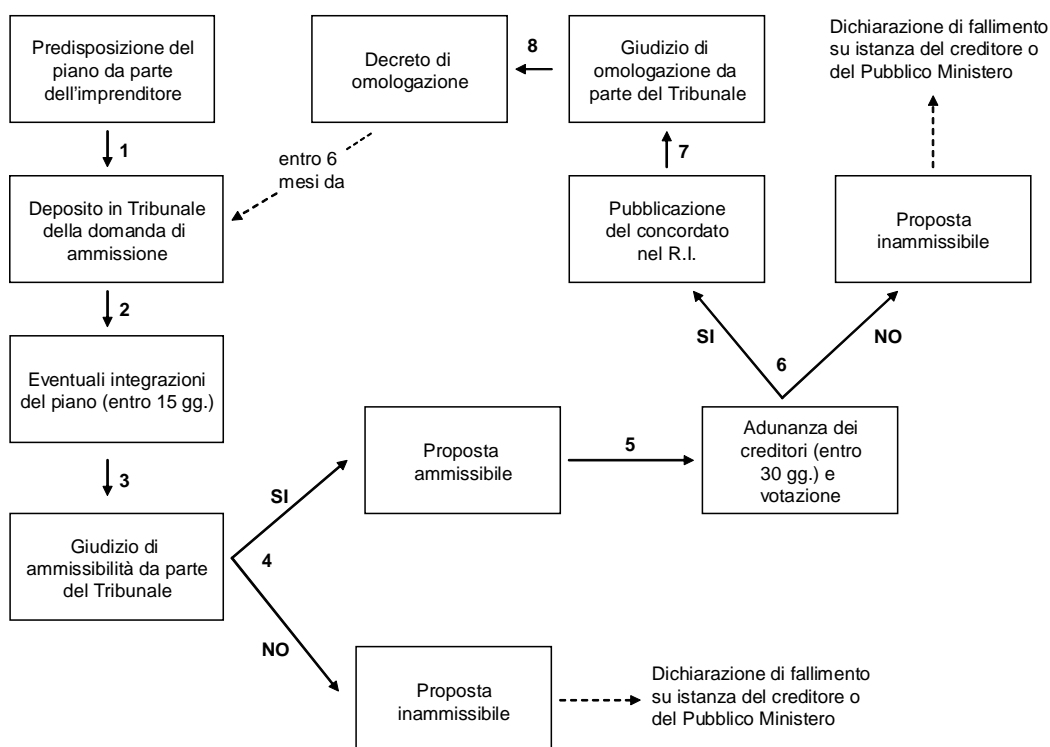 Predisposizione del
piano da parte
dell'imprenditore
1
Deposito in Tribunale
della domanda di
ammissione
2
Eventuali integrazioni
del piano (entro 15 gg.)
3
Giudizio di
ammissibilità da parte
del Tribunale
4
SI
NO
Proposta
ammissibile
Proposta
inammissibile
Dichiarazione di fallimento
su istanza del creditore o
del Pubblico Ministero
5
Adunanza dei
creditori (entro
30 gg.) e
votazione
6
SI
NO
Pubblicazione
del concordato
nel R.I.
Proposta
inammissibile
Dichiarazione di fallimento
su istanza del creditore o
del Pubblico Ministero
7
Giudizio di
omologazione da
parte del Tribunale
8
Decreto di
omologazione
entro 6
mesi da